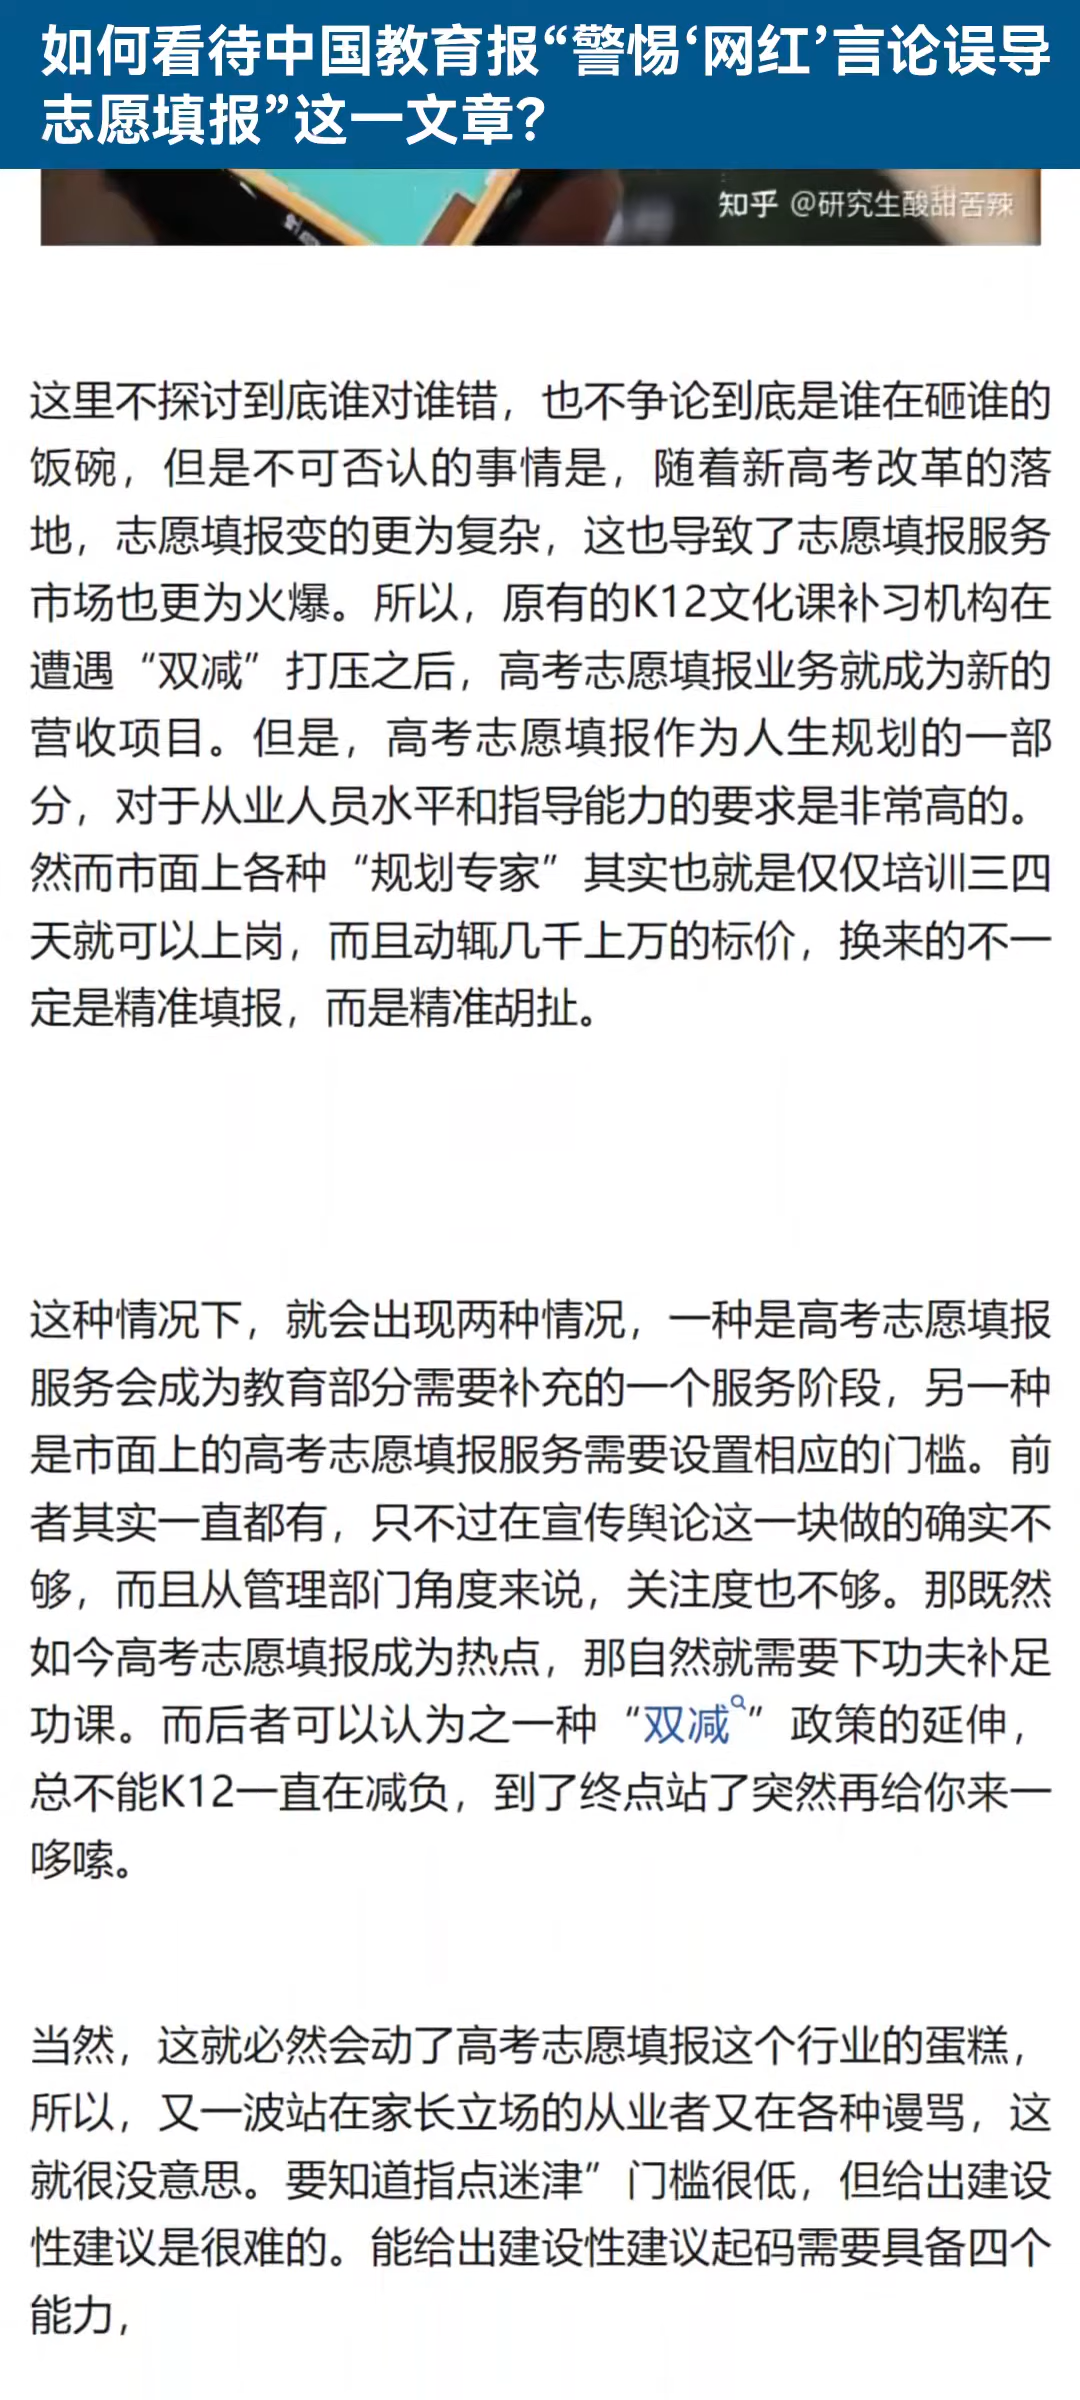 如何看待中国教育报“警惕‘网红’言论误导
志愿填报”这一文章？
知乎 @研究生酸甜苦辣
这里不探讨到底谁对谁错，也不争论到底是谁在砸谁的
饭碗，但是不可否认的事情是，随着新高考改革的落
地，志愿填报变的更为复杂，这也导致了志愿填报服务
市场也更为火爆。所以，原有的K12文化课补习机构在
遭遇“双减”打压之后，高考志愿填报业务就成为新的
营收项目。但是，高考志愿填报作为人生规划的一部
分，对于从业人员水平和指导能力的要求是非常高的。
然而市面上各种“规划专家”其实也就是仅仅培训三四
天就可以上岗，而且动辄几千上万的标价，换来的不一
定是精准填报，而是精准胡扯。
这种情况下，就会出现两种情况，一种是高考志愿填报
服务会成为教育部分需要补充的一个服务阶段，另一种
是市面上的高考志愿填报服务需要设置相应的门槛。前
者其实一直都有，只不过在宣传舆论这一块做的确实不
够，而且从管理部门角度来说，关注度也不够。那既然
如今高考志愿填报成为热点，那自然就需要下功夫补足
功课。而后者可以认为之一种“双减”政策的延伸，
总不能K12一直在减负，到了终点站了突然再给你来一
哆嗦。
当然，这就必然会动了高考志愿填报这个行业的蛋糕，
所以，又一波站在家长立场的从业者又在各种谩骂，这
就很没意思。要知道指点迷津”门槛很低，但给出建设
性建议是很难的。能给出建设性建议起码需要具备四个
能力，